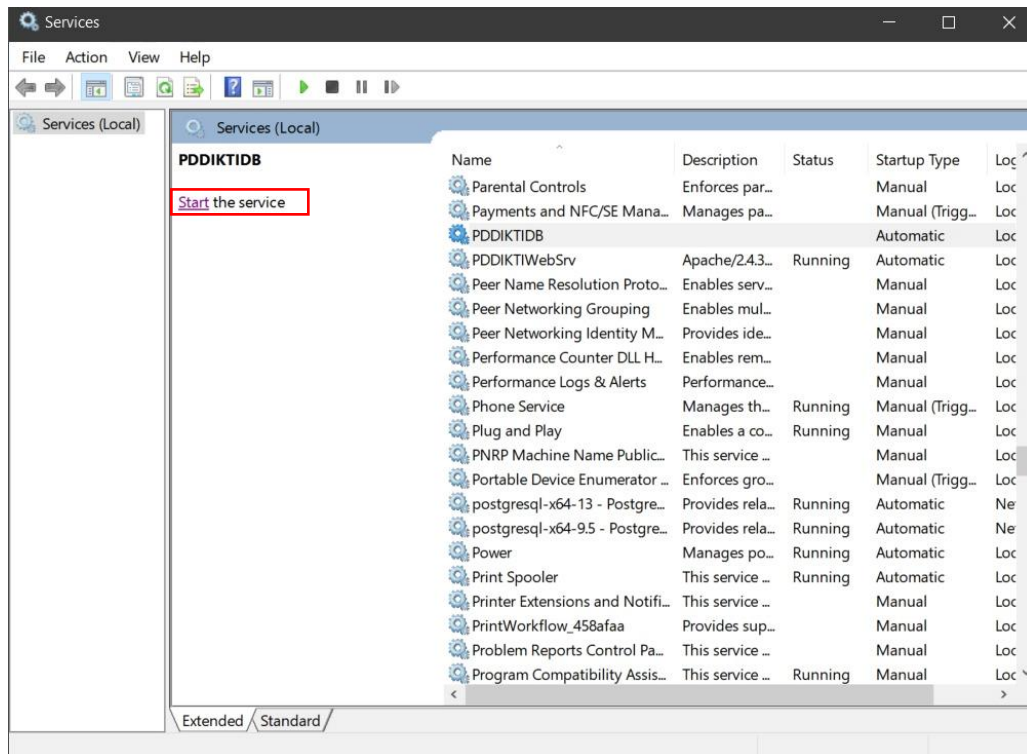 Services
File Action View Help
Services (Local)
Services (Local)
PDDIKTIDB
Start the service
Name Description Status Startup Type Log
Parental Controls Enforces par... Manual Loc
Payments and NFC/SE Mana... Manages pa... Manual (Trigg... Loc
PDDIKTIDB Automatic Loc
PDDIKTIWebSrv Apache/2.4.3... Running Automatic Loc
Peer Name Resolution Proto... Enables serv... Manual Loc
Peer Networking Grouping Enables mul... Manual Loc
Peer Networking Identity M... Provides ide... Manual Loc
Performance Counter DLL H... Enables rem... Manual Loc
Performance Logs & Alerts Performance... Manual Loc
Phone Service Manages th... Running Manual (Trigg... Loc
Plug and Play Enables a co... Running Manual Loc
PNRP Machine Name Public... This service ... Manual Loc
Portable Device Enumerator ... Enforces gro... Manual (Trigg... Loc
postgresql-x64-13 - Postgre... Provides rela... Running Automatic Ne
postgresql-x64-9.5 - Postgre... Provides rela... Running Automatic Ne
Power Manages po... Running Automatic Loc
Print Spooler This service ... Running Automatic Loc
Printer Extensions and Notifi... This service ... Manual Loc
PrintWorkflow_458afaa Provides sup... Manual Loc
Problem Reports Control Pa... This service ... Manual Loc
Program Compatibility Assis... This service ... Running Manual Loc
Extended Standard